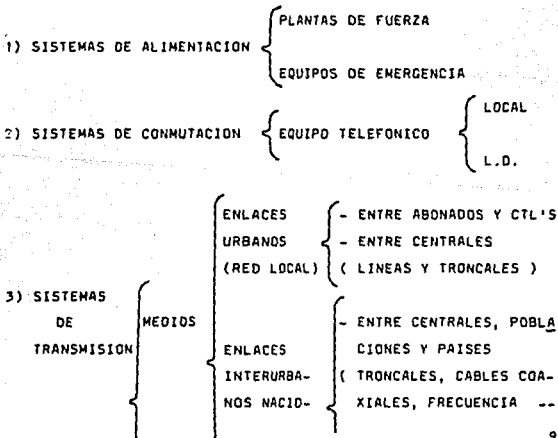 PLANTAS DE FUERZA
1) SISTEMAS DE ALIMENTACION
EQUIPOS DE EMERGENCIA
LOCAL
2) SISTEMAS DE CONMUTACION EQUIPO TELEFONICO
L.D.
ENLACES - ENTRE ABONADOS Y CTL'S
URBANOS - ENTRE CENTRALES
(RED LOCAL) ( LINEAS Y TRONCALES )
3) SISTEMAS
DE MEDIOS - ENTRE CENTRALES, POBLA
TRANSMISION ENLACES CIONES Y PAISES
INTERURBA- ( TRONCALES, CABLES COA-
NOS NACIO- XIALES, FRECUENCIA --